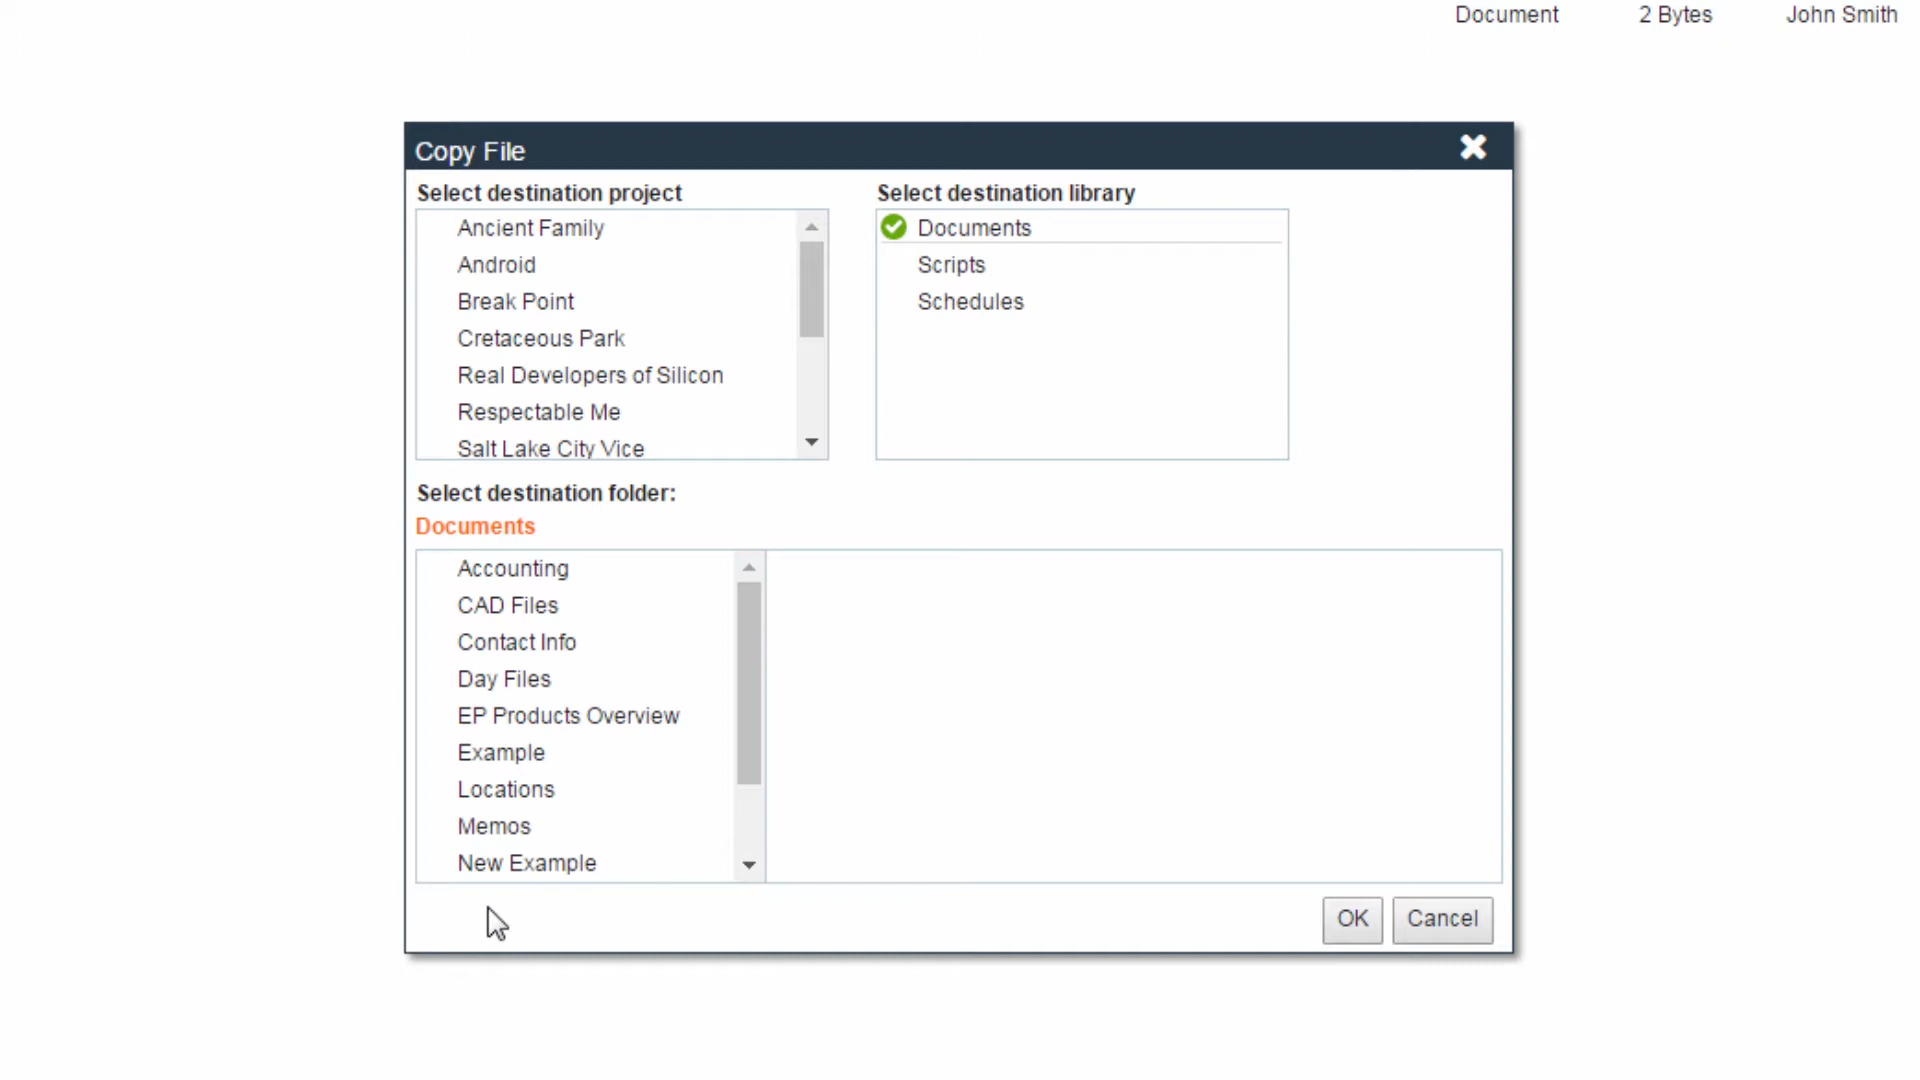 Document 2 Bytes John Smith
Copy File
Select destination project
Ancient Family
Android
Break Point
Cretaceous Park
Real Developers of Silicon
Respectable Me
Salt Lake City Vice
Select destination library
Documents
Scripts
Schedules
Select destination folder:
Documents
Accounting
CAD Files
Contact Info
Day Files
EP Products Overview
Example
Locations
Memos
New Example
OK Cancel